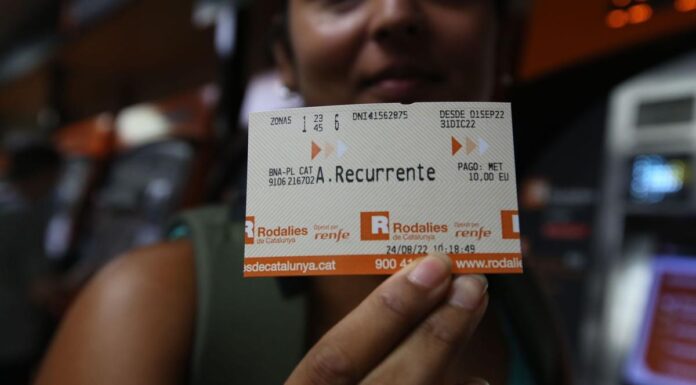 ZONAS 1 23 6
45
DNI41562875
DESDE 01SEP22
31DIC22
BNA-PL CAT
9106 216702
A.Recurrente
PAGO: MET
10,00 EU
R Rodalies
de Catalunya
Operat per
renfe
R Rodalies
de Catalunya
Operat per
renfe
R
24/08/22 10:18:49
sdecatalunya.cat
900 41
www.rodalie